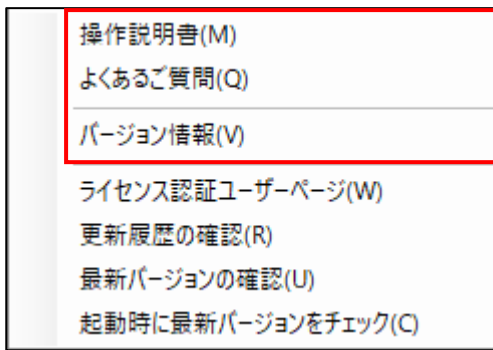 操作説明書(M)
よくあるご質問(Q)
バージョン情報(V)
ライセンス認証ユーザーページ(W)
更新履歴の確認(R)
最新バージョンの確認(U)
起動時に最新バージョンをチェック(C)